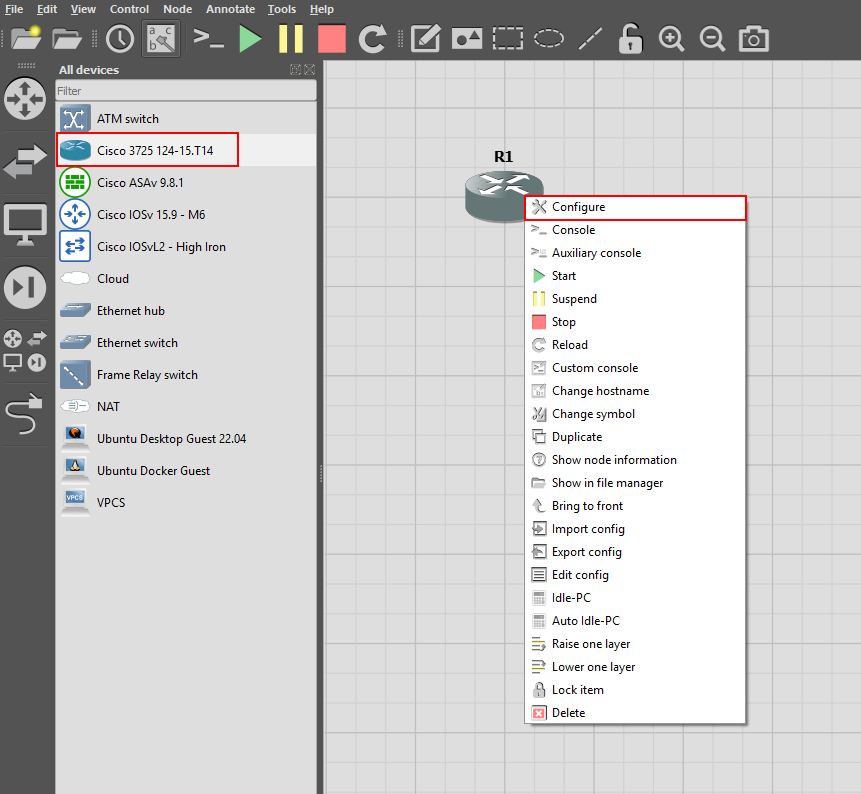 File Edit View Control Node Annotate Tools Help
All devices
Filter
ATM switch
Cisco 3725 124-15.T14
Cisco ASAv 9.8.1
Cisco IOSv 15.9 - M6
Cisco IOSvL2 - High Iron
Cloud
Ethernet hub
Ethernet switch
Frame Relay switch
NAT
Ubuntu Desktop Guest 22.04
Ubuntu Docker Guest
VPCS
VPCS
R1
Configure
Console
Auxiliary console
Start
Suspend
Stop
Reload
Custom console
Change hostname
Change symbol
Duplicate
Show node information
Show in file manager
Bring to front
Import config
Export config
Edit config
Idle-PC
Auto Idle-PC
Raise one layer
Lower one layer
Lock item
Delete